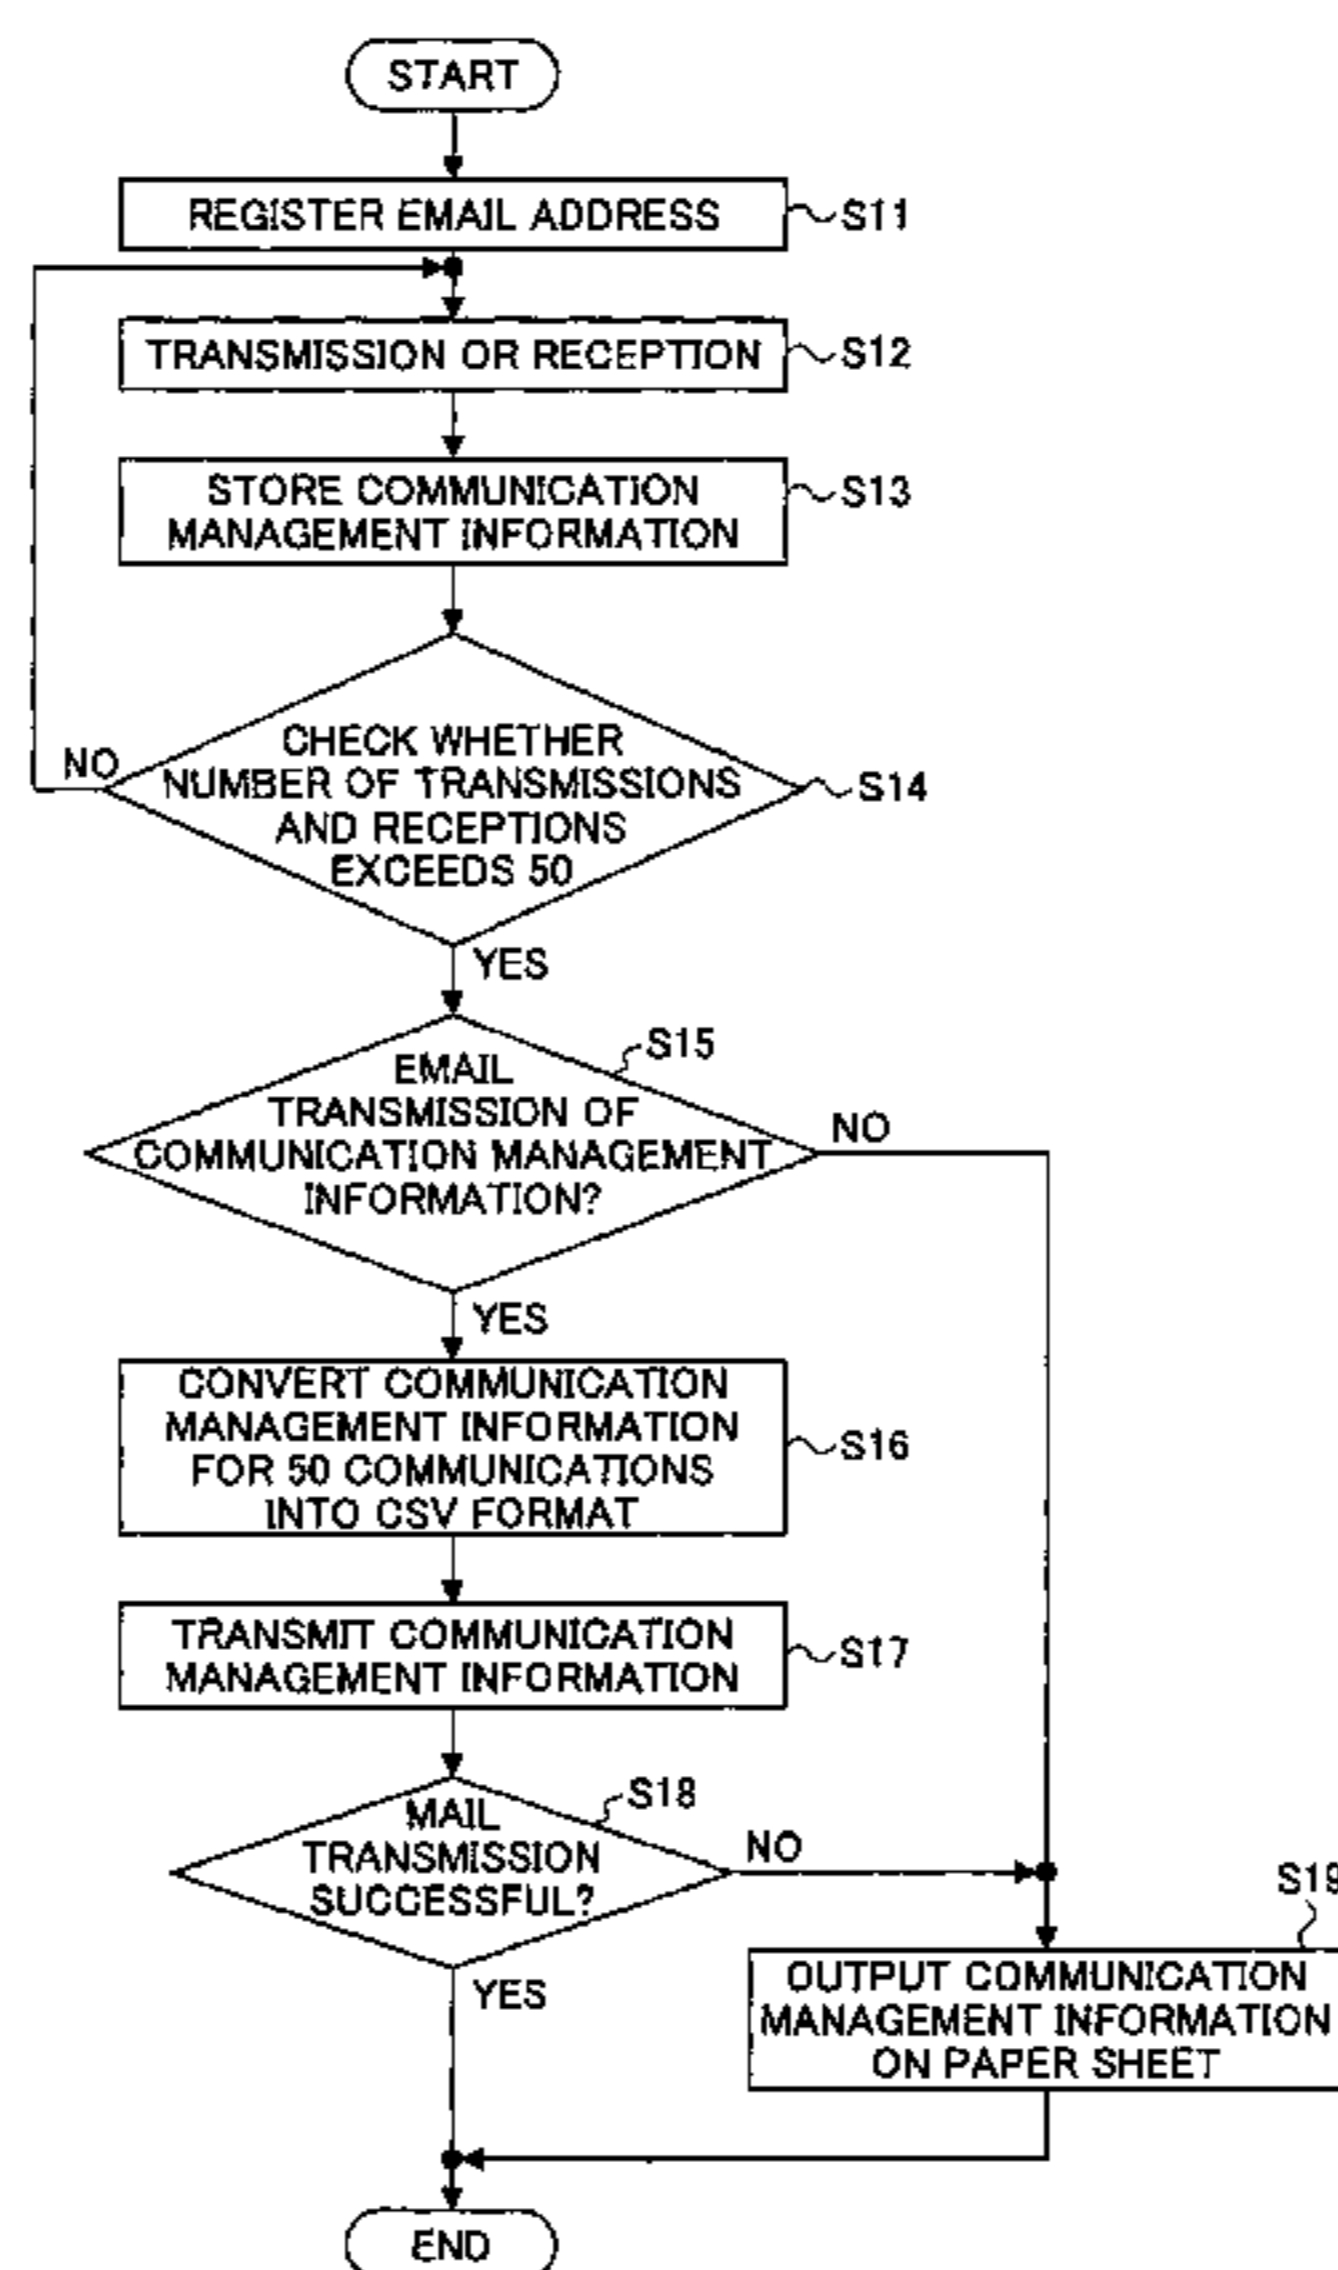 START
REGISTER EMAIL ADDRESS
S11
TRANSMISSION OR RECEPTION
S12
STORE COMMUNICATION
MANAGEMENT INFORMATION
S13
CHECK WHETHER
NUMBER OF TRANSMISSIONS
AND RECEPTIONS
EXCEEDS 50
S14
NO
YES
S15
EMAIL
TRANSMISSION OF
COMMUNICATION MANAGEMENT
INFORMATION?
NO
YES
CONVERT COMMUNICATION
MANAGEMENT INFORMATION
FOR 50 COMMUNICATIONS
INTO CSV FORMAT
S16
TRANSMIT COMMUNICATION
MANAGEMENT INFORMATION
S17
S18
MAIL
TRANSMISSION
SUCCESSFUL?
NO
YES
S19
OUTPUT COMMUNICATION
MANAGEMENT INFORMATION
ON PAPER SHEET
END